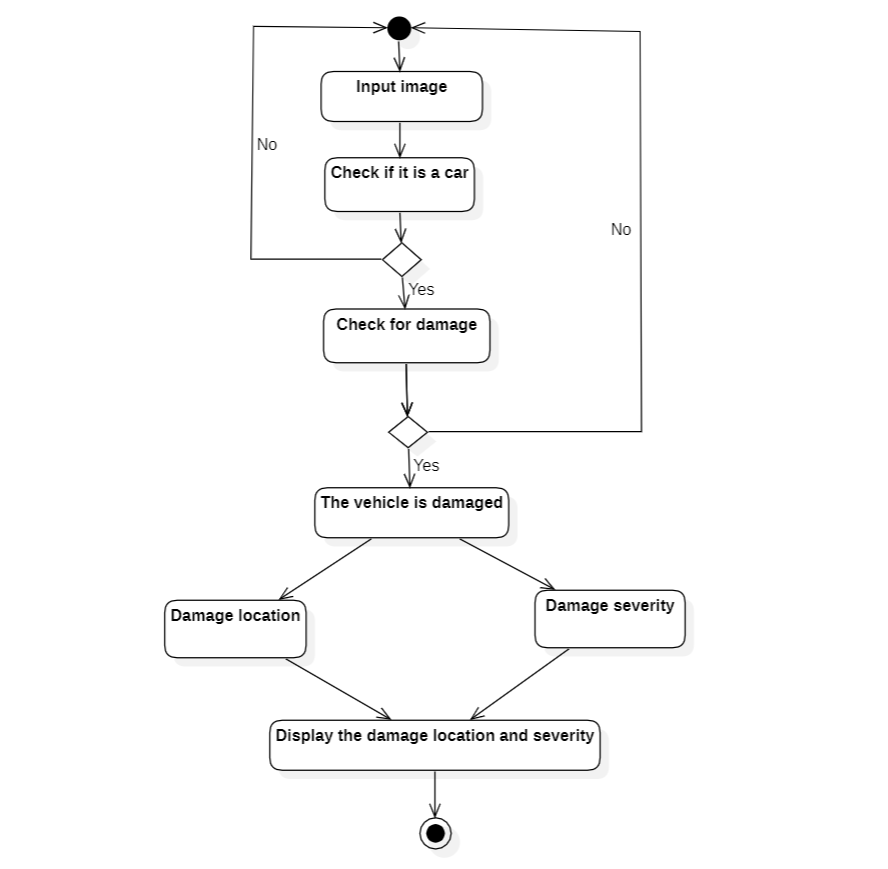 Input image
No
Check if it is a car
No
Yes
Check for damage
Yes
The vehicle is damaged
Damage location
Damage severity
Display the damage location and severity